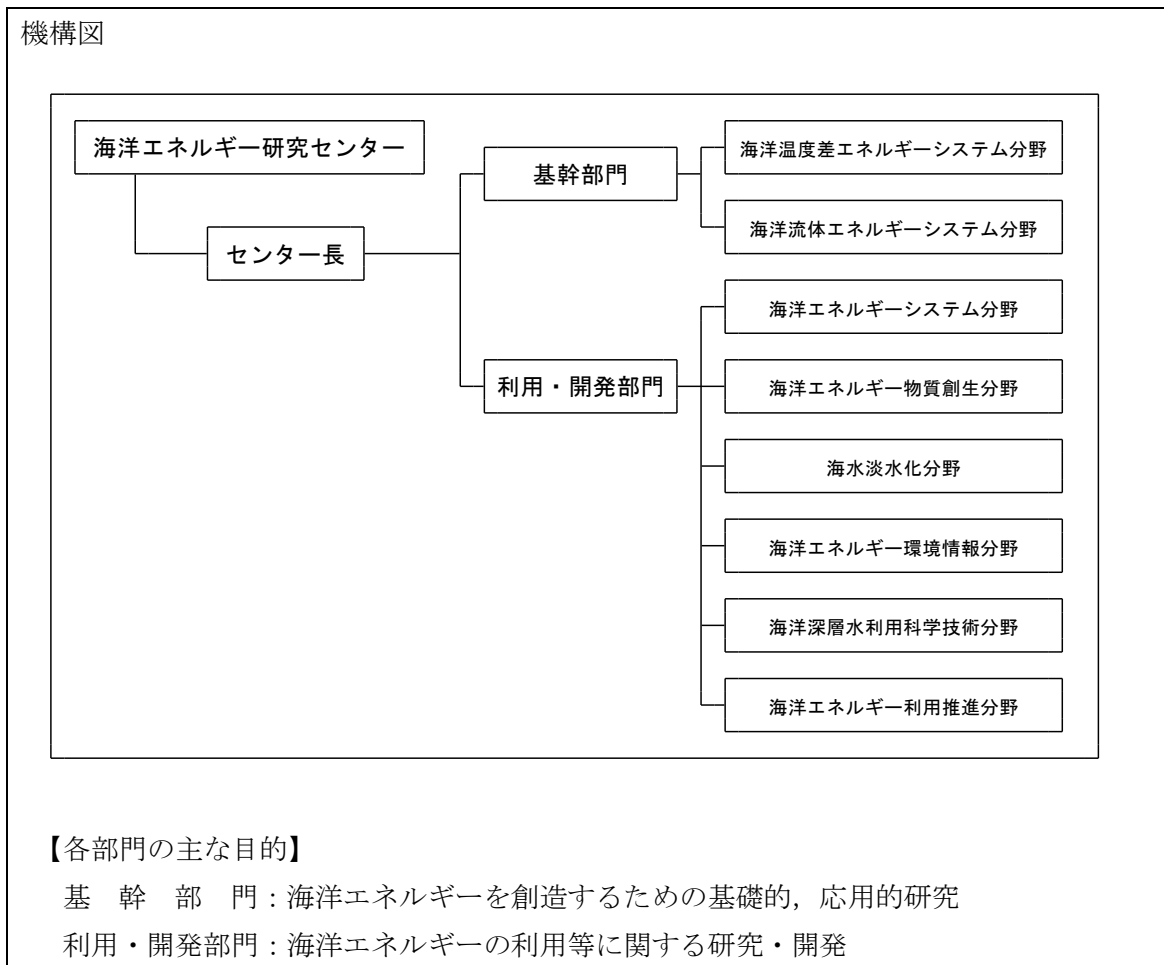 機構図
海洋エネルギー研究センター
センター長
基幹部門
海洋温度差エネルギーシステム分野
海洋流体エネルギーシステム分野
利用・開発部門
海洋エネルギーシステム分野
海洋エネルギー物質創生分野
海水淡水化分野
海洋エネルギー環境情報分野
海洋深層水利用科学技術分野
海洋エネルギー利用推進分野
【各部門の主な目的】
基　幹　部　門：海洋エネルギーを創造するための基礎的，応用的研究
利用・開発部門：海洋エネルギーの利用等に関する研究・開発